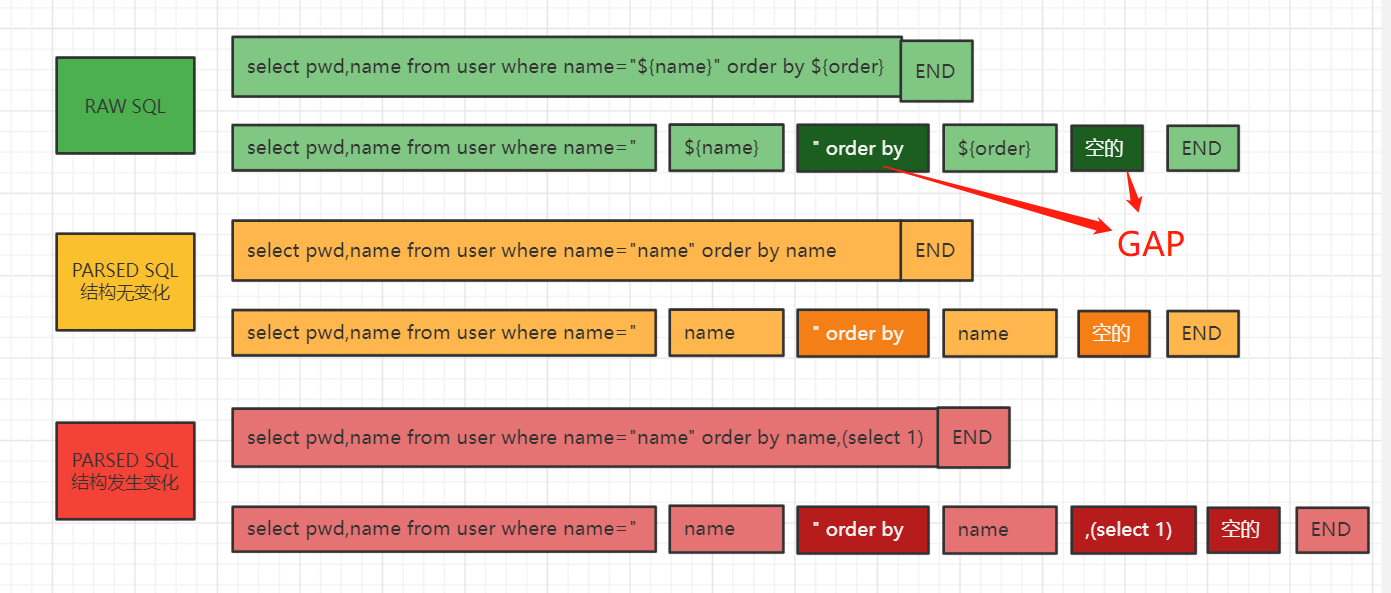 RAW SQL
select pwd,name from user where name="${name}" order by ${order}
END
select pwd,name from user where name="
${name}
" order by
${order}
空的
END
GAP
PARSED SQL
结构无变化
select pwd,name from user where name="name" order by name
END
select pwd,name from user where name="
name
" order by
name
空的
END
PARSED SQL
结构发生变化
select pwd,name from user where name="name" order by name,(select 1)
END
select pwd,name from user where name="
name
" order by
name
,(select 1)
空的
END